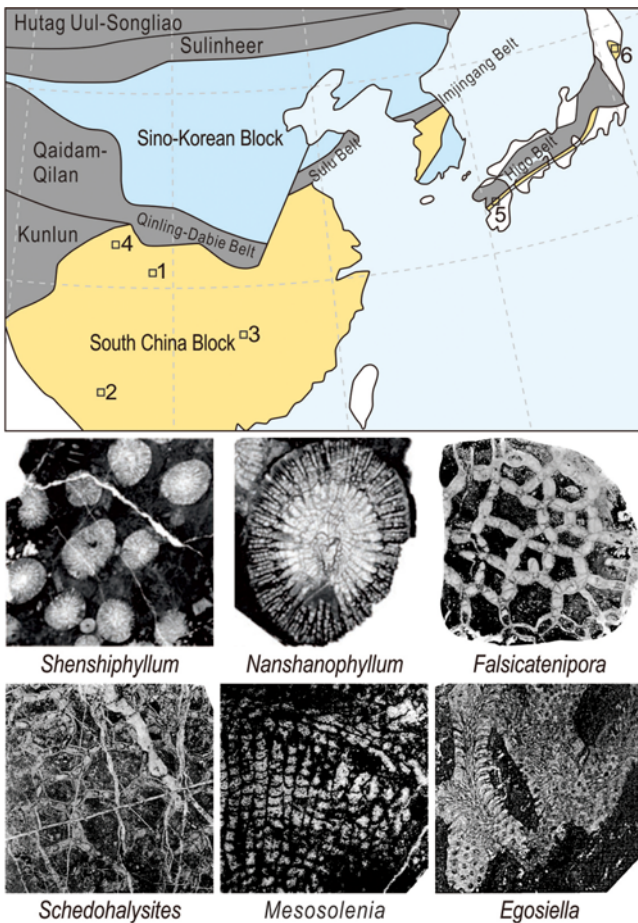 Hutag Uul-Songliao
Sulinheer
6
Imjingang Belt
Sino-Korean Block
Qaidam-
Qilan
Sulu Belt
Higo Belt
5
Kunlun
Qinling-Dabie Belt
4
1
South China Block
3
2
Shenshiphyllum
Nanshanophyllum
Falsicatenipora
Schedohalysites
Mesosolenia
Egosiella